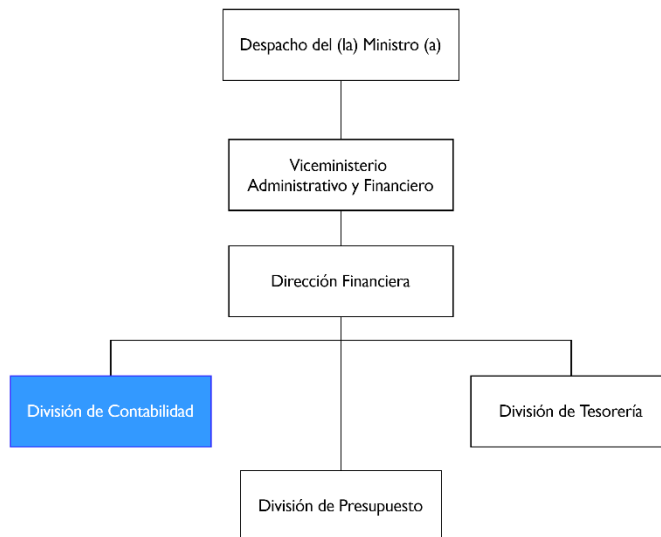 Despacho del (la) Ministro (a)
Viceministerio
Administrativo y Financiero
Dirección Financiera
División de Contabilidad
División de Tesorería
División de Presupuesto